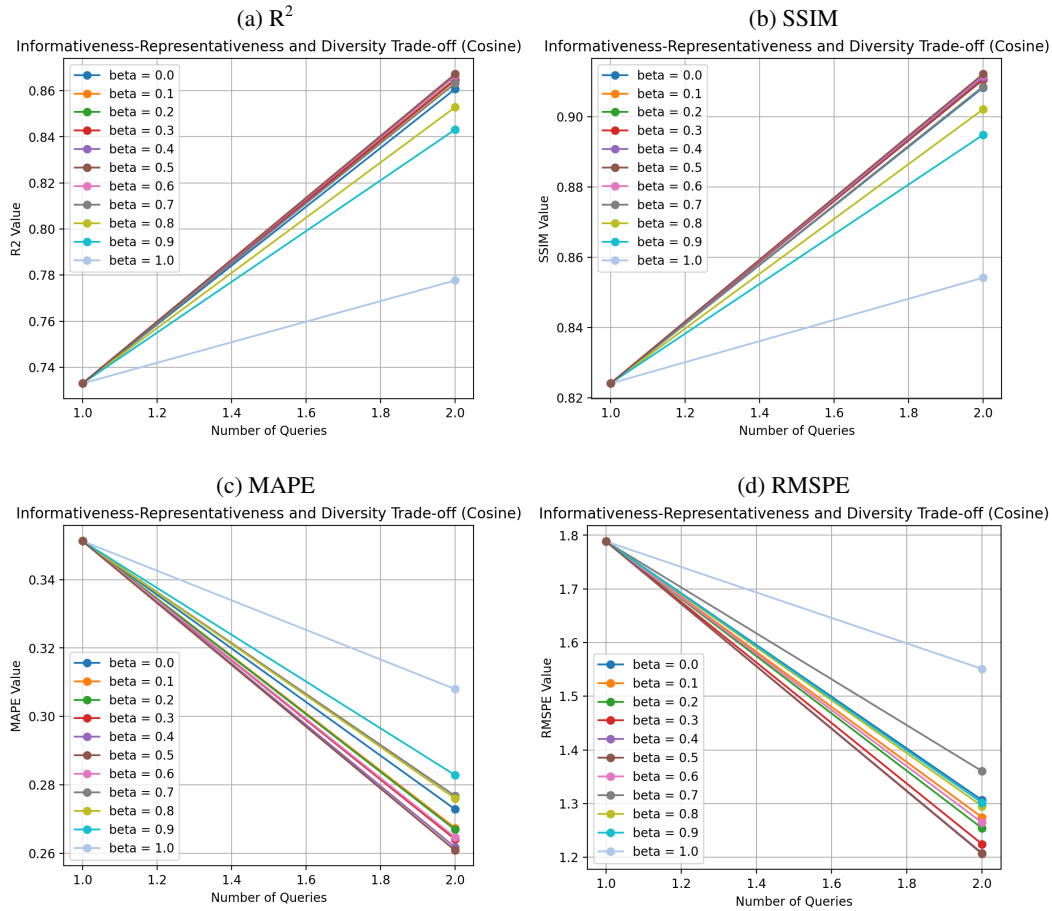 (a) R²
Informativeness-Representativeness and Diversity Trade-off (Cosine)
R2 Value
0.86
0.84
0.82
0.80
0.78
0.76
0.74
beta = 0.0
beta = 0.1
beta = 0.2
beta = 0.3
beta = 0.4
beta = 0.5
beta = 0.6
beta = 0.7
beta = 0.8
beta = 0.9
beta = 1.0
1.0 1.2 1.4 1.6 1.8 2.0
Number of Queries
(b) SSIM
Informativeness-Representativeness and Diversity Trade-off (Cosine)
SSIM Value
0.90
0.88
0.86
0.84
0.82
beta = 0.0
beta = 0.1
beta = 0.2
beta = 0.3
beta = 0.4
beta = 0.5
beta = 0.6
beta = 0.7
beta = 0.8
beta = 0.9
beta = 1.0
1.0 1.2 1.4 1.6 1.8 2.0
Number of Queries
(c) MAPE
Informativeness-Representativeness and Diversity Trade-off (Cosine)
MAPE Value
0.34
0.32
0.30
0.28
0.26
beta = 0.0
beta = 0.1
beta = 0.2
beta = 0.3
beta = 0.4
beta = 0.5
beta = 0.6
beta = 0.7
beta = 0.8
beta = 0.9
beta = 1.0
1.0 1.2 1.4 1.6 1.8 2.0
Number of Queries
(d) RMSPE
Informativeness-Representativeness and Diversity Trade-off (Cosine)
RMSPE Value
1.8
1.7
1.6
1.5
1.4
1.3
1.2
beta = 0.0
beta = 0.1
beta = 0.2
beta = 0.3
beta = 0.4
beta = 0.5
beta = 0.6
beta = 0.7
beta = 0.8
beta = 0.9
beta = 1.0
1.0 1.2 1.4 1.6 1.8 2.0
Number of Queries